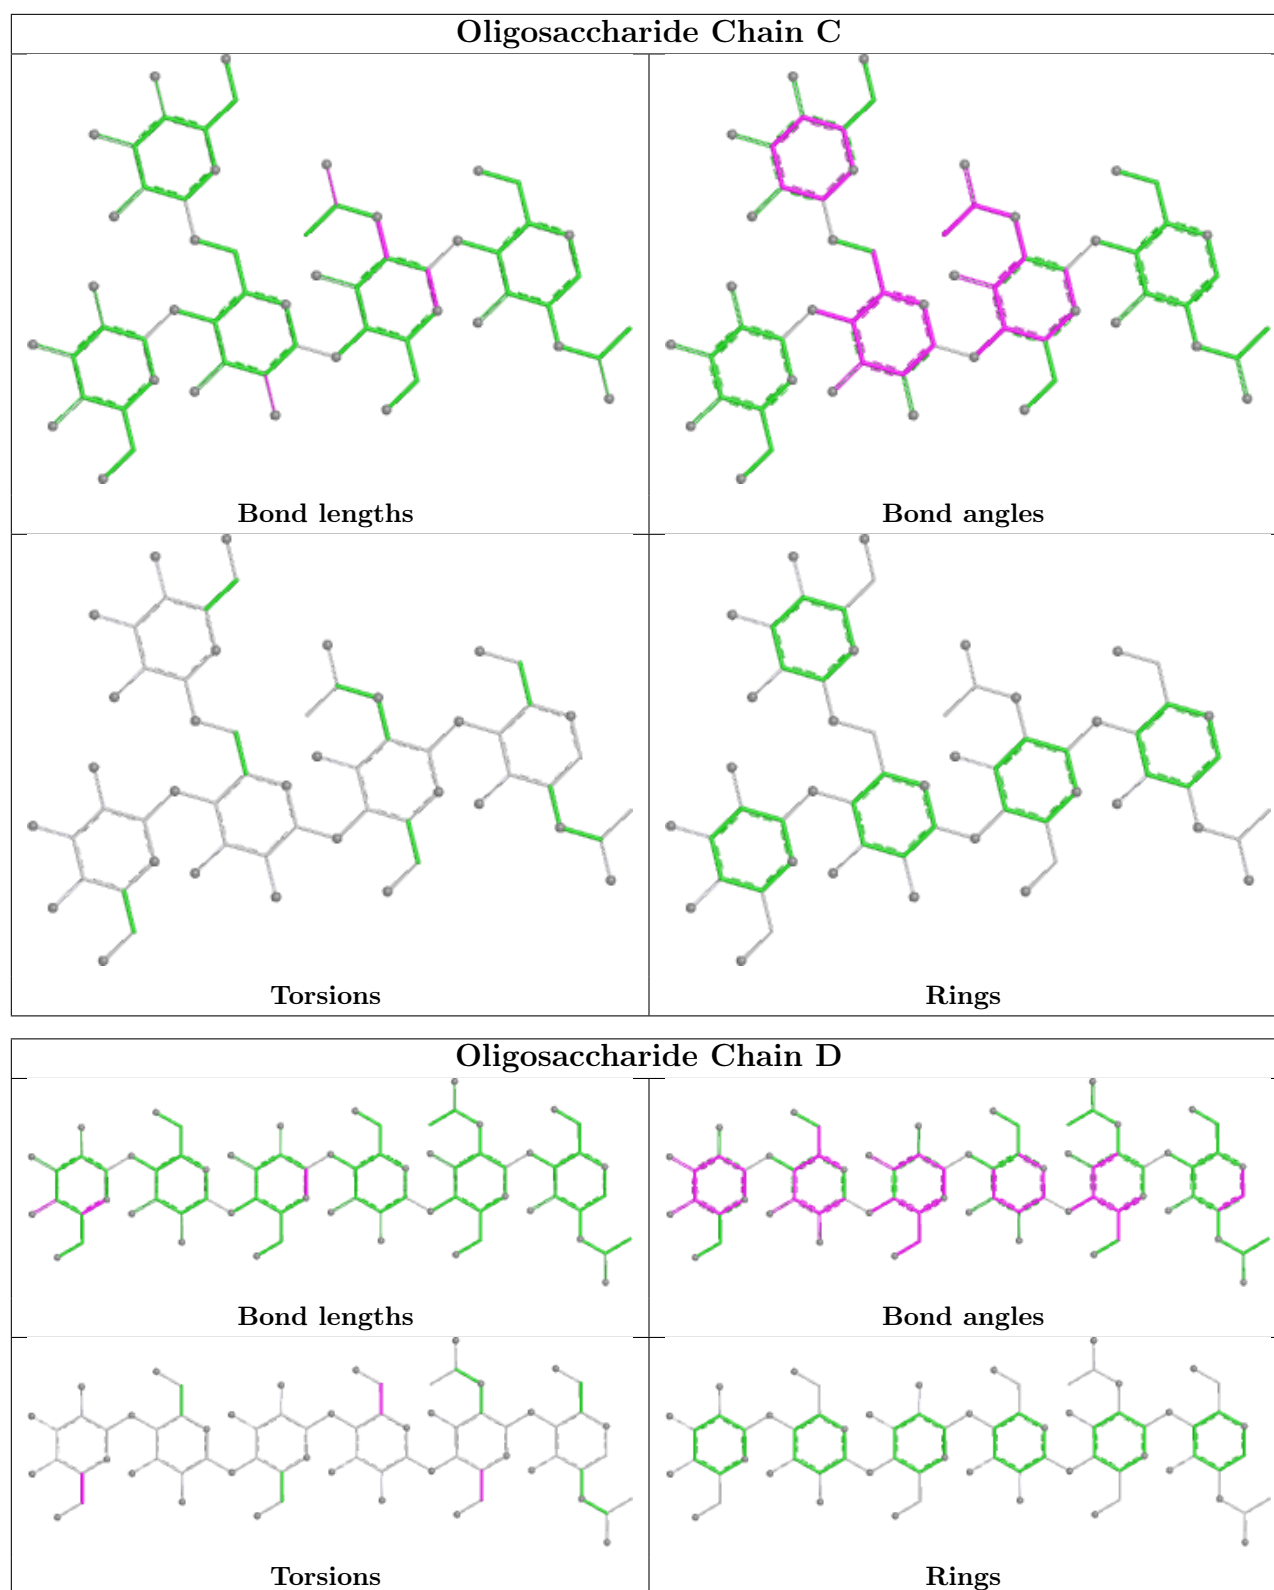 Oligosaccharide Chain C
Bond lengths
Bond angles
Torsions
Rings
Oligosaccharide Chain D
Bond lengths
Bond angles
Torsions
Rings